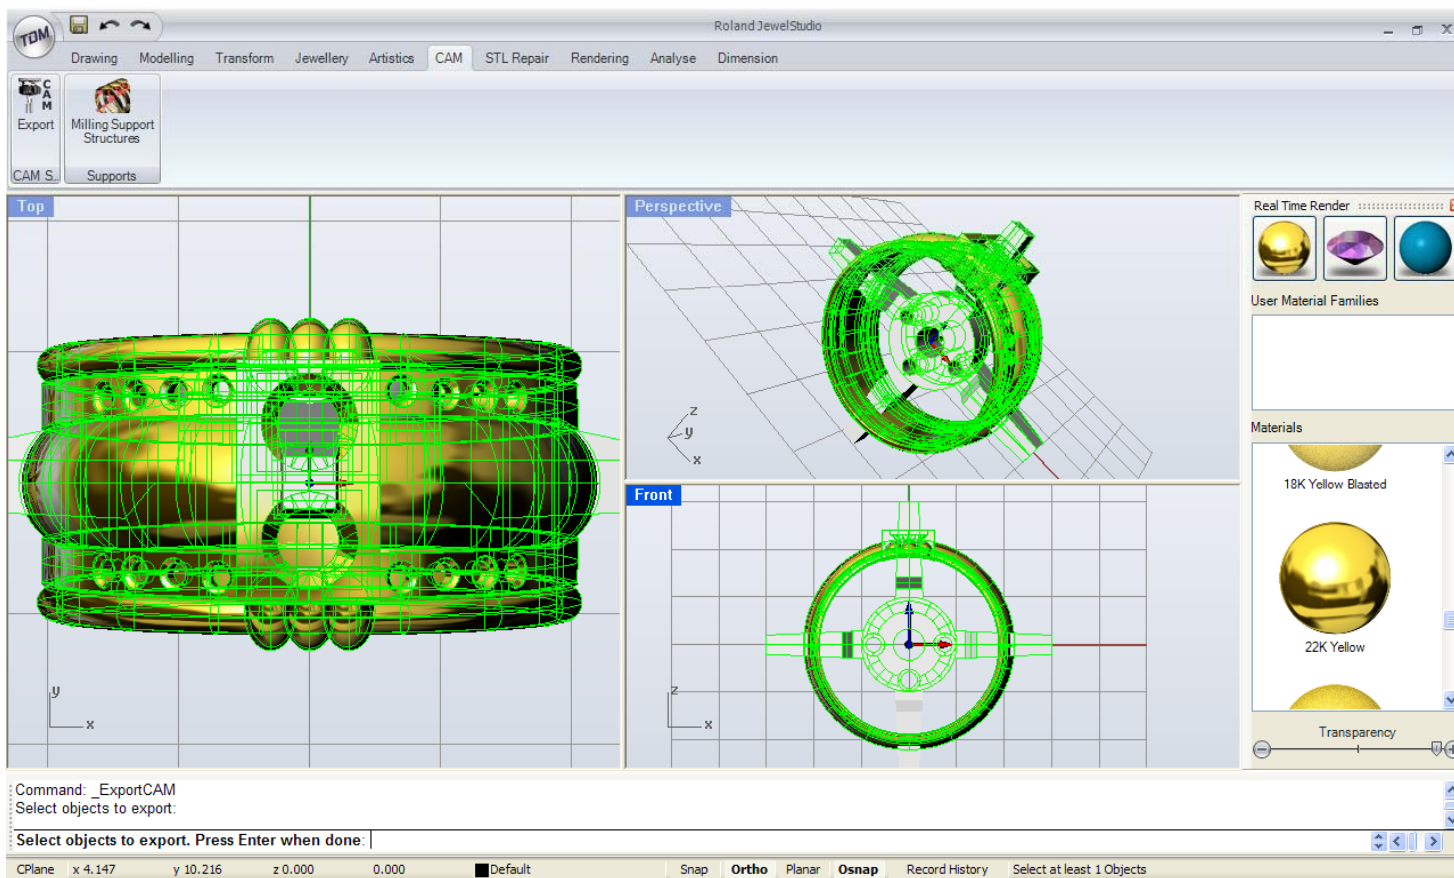 TDM
Roland JewelStudio
Drawing Modelling Transform Jewellery Artistics CAM STL Repair Rendering Analyse Dimension
CAM
Export
Milling Support
Structures
CAM S..
Supports
Top
Perspective
Front
z
y
x
y
x
z
x
Real Time Render
User Material Families
Materials
18K Yellow Blasted
22K Yellow
Transparency
Command: _ExportCAM
Select objects to export:
Select objects to export. Press Enter when done:
CPlane x 4.147 y 10.216 z 0.000 0.000 Default Snap Ortho Planar Osnap Record History Select at least 1 Objects